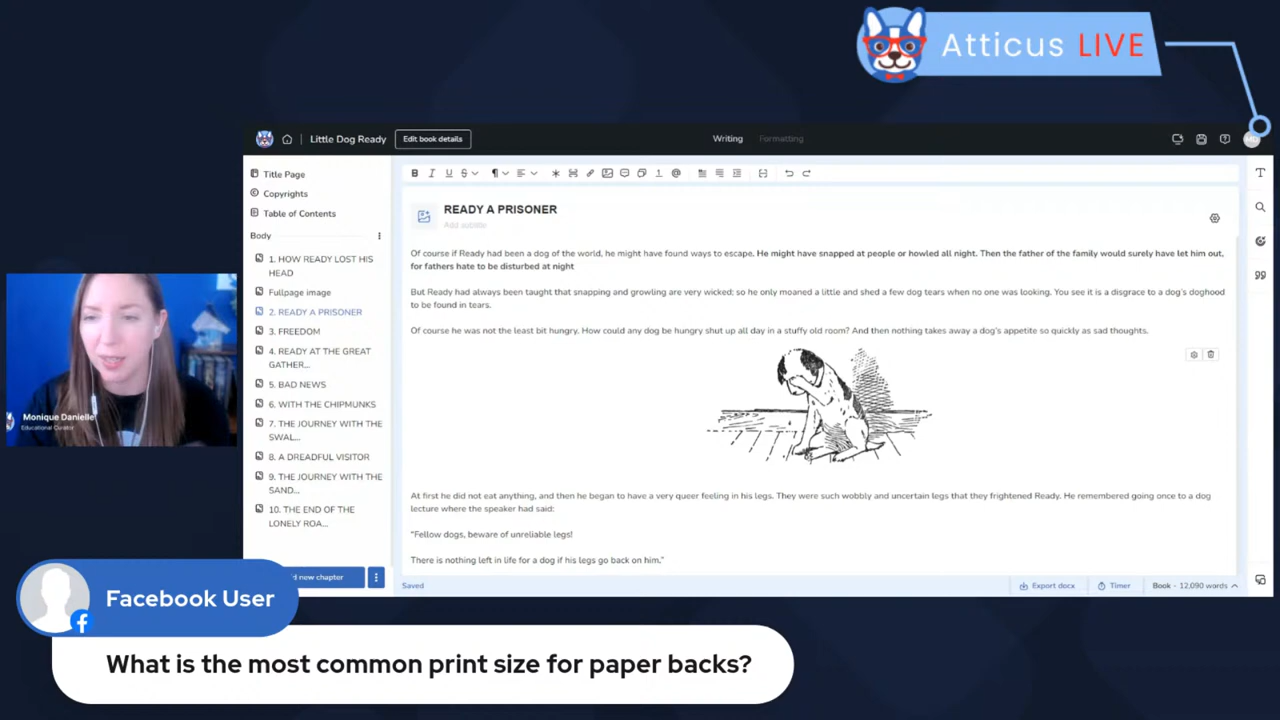 Atticus LIVE
Little Dog Ready
Edit book details
Writing
Formatting
Title Page
Copyrights
Table of Contents
Body
1. HOW READY LOST HIS
HEAD
Fullpage image
2. READY A PRISONER
3. FREEDOM
4. READY AT THE GREAT
GATHER...
5. BAD NEWS
6. WITH THE CHIPMUNKS
7. THE JOURNEY WITH THE
SWAL...
8. A DREADFUL VISITOR
9. THE JOURNEY WITH THE
SAND...
10. THE END OF THE
LONELY ROA...
d new chapter
READY A PRISONER
Add subtitle
Of course if Ready had been a dog of the world, he might have found ways to escape. He might have snapped at people or howled all night. Then the father of the family would surely have let him out,
for fathers hate to be disturbed at night
But Ready had always been taught that snapping and growling are very wicked; so he only moaned a little and shed a few dog tears when no one was looking. You see it is a disgrace to a dog's doghood
to be found in tears.
Of course he was not the least bit hungry. How could any dog be hungry shut up all day in a stuffy old room? And then nothing takes away a dog's appetite so quickly as sad thoughts.
At first he did not eat anything, and then he began to have a very queer feeling in his legs. They were such wobbly and uncertain legs that they frightened Ready. He remembered going once to a dog
lecture where the speaker had said:
"Fellow dogs, beware of unreliable legs!
There is nothing left in life for a dog if his legs go back on him."
Saved
Export docx
Timer
Book - 12,090 words
Monique Danielle
Educational Curator
Facebook User
What is the most common print size for paper backs?